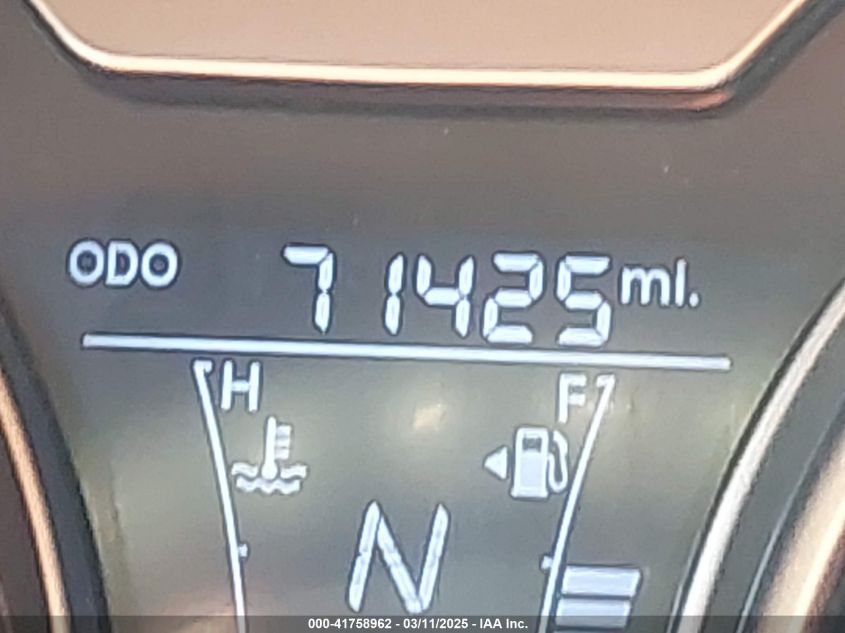 ODO 71425 ml.
H F
N
000-41758962 - 03/11/2025 - IAA Inc.